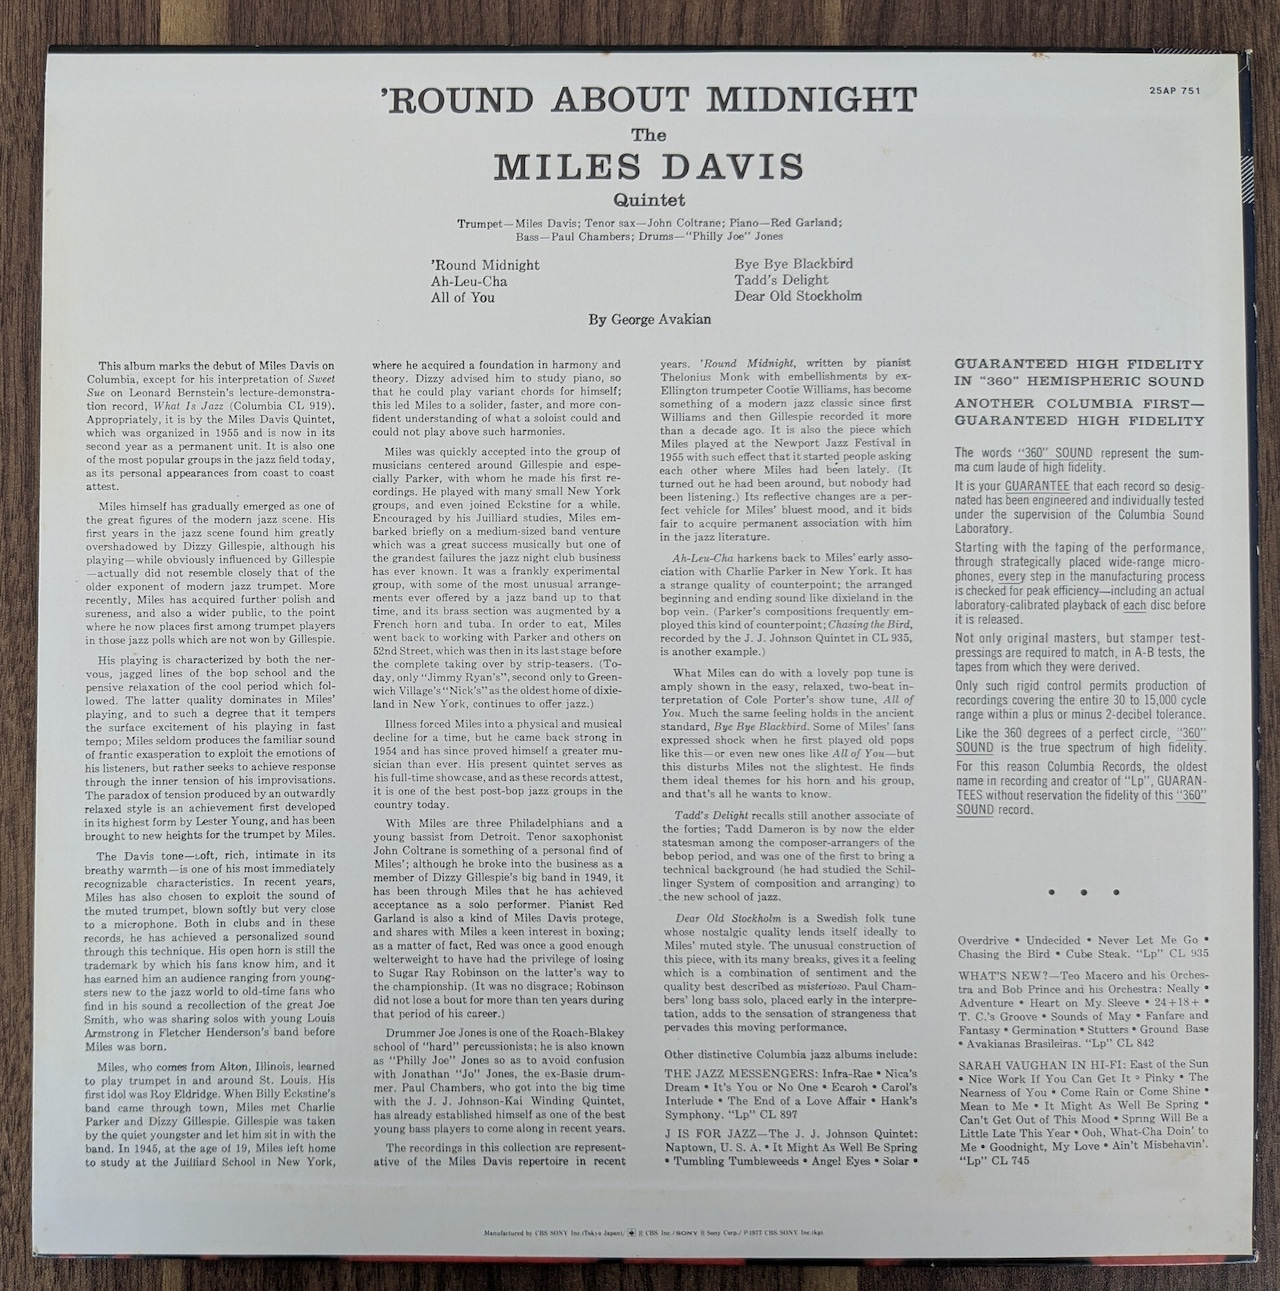 25AP 751
'ROUND ABOUT MIDNIGHT
The
MILES DAVIS
Quintet
Trumpet—Miles Davis; Tenor sax—John Coltrane; Piano—Red Garland;
Bass—Paul Chambers; Drums—"Philly Joe" Jones
'Round Midnight
Ah-Leu-Cha
All of You
Bye Bye Blackbird
Tadd's Delight
Dear Old Stockholm
By George Avakian
This album marks the debut of Miles Davis on
Columbia, except for his interpretation of Sweet
Sue on Leonard Bernstein's lecture-demonstra-
tion record, What Is Jazz (Columbia CL 919).
Appropriately, it is by the Miles Davis Quintet,
which was organized in 1955 and is now in its
second year as a permanent unit. It is also one
of the most popular groups in the jazz field today,
as its personal appearances from coast to coast
attest.
Miles himself has gradually emerged as one of
the great figures of the modern jazz scene. His
first years in the jazz scene found him greatly
overshadowed by Dizzy Gillespie, although his
playing—while obviously influenced by Gillespie
—actually did not resemble closely that of the
older exponent of modern jazz trumpet. More
recently, Miles has acquired further polish and
sureness, and also a wider public, to the point
where he now places first among trumpet players
in those jazz polls which are not won by Gillespie.
His playing is characterized by both the ner-
vous, jagged lines of the bop school and the
pensive relaxation of the cool period which fol-
lowed. The latter quality dominates in Miles'
playing, and to such a degree that it tempers
the surface excitement of his playing in fast
tempo; Miles seldom produces the familiar sound
of frantic exasperation to exploit the emotions of
his listeners, but rather seeks to achieve response
through the inner tension of his improvisations.
The paradox of tension produced by an outwardly
relaxed style is an achievement first developed
in its highest form by Lester Young, and has been
brought to new heights for the trumpet by Miles.
The Davis tone—soft, rich, intimate in its
breathy warmth—is one of his most immediately
recognizable characteristics. In recent years,
Miles has also chosen to exploit the sound of
the muted trumpet, blown softly but very close
to a microphone. Both in clubs and in these
records, he has achieved a personalized sound
through this technique. His open horn is still the
trademark by which his fans know him, and it
has earned him an audience ranging from young-
sters new to the jazz world to old-time fans who
find in his sound a recollection of the great Joe
Smith, who was sharing solos with young Louis
Armstrong in Fletcher Henderson's band before
Miles was born.
Miles, who comes from Alton, Illinois, learned
to play trumpet in and around St. Louis. His
first idol was Roy Eldridge. When Billy Eckstine's
band came through town, Miles met Charlie
Parker and Dizzy Gillespie. Gillespie was taken
by the quiet youngster and let him sit in with the
band. In 1945, at the age of 19, Miles left home
to study at the Juilliard School in New York,
where he acquired a foundation in harmony and
theory. Dizzy advised him to study piano, so
that he could play variant chords for himself;
this led Miles to a solider, faster, and more con-
fident understanding of what a soloist could and
could not play above such harmonies.
Miles was quickly accepted into the group of
musicians centered around Gillespie and espe-
cially Parker, with whom he made his first re-
cordings. He played with many small New York
groups, and even joined Eckstine for a while.
Encouraged by his Juilliard studies, Miles em-
barked briefly on a medium-sized band venture
which was a great success musically but one of
the grandest failures the jazz night club business
has ever known. It was a frankly experimental
group, with some of the most unusual arrange-
ments ever offered by a jazz band up to that
time, and its brass section was augmented by a
French horn and tuba. In order to eat, Miles
went back to working with Parker and others on
52nd Street, which was then in its last stage before
the complete taking over by strip-teasers. (To-
day, only "Jimmy Ryan's", second only to Green-
wich Village's "Nick's" as the oldest home of dixie-
land in New York, continues to offer jazz.)
Illness forced Miles into a physical and musical
decline for a time, but he came back strong in
1954 and has since proved himself a greater mu-
sician than ever. His present quintet serves as
his full-time showcase, and as these records attest,
it is one of the best post-bop jazz groups in the
country today.
With Miles are three Philadelphians and a
young bassist from Detroit. Tenor saxophonist
John Coltrane is something of a personal find of
Miles'; although he broke into the business as a
member of Dizzy Gillespie's big band in 1949, it
has been through Miles that he has achieved
acceptance as a solo performer. Pianist Red
Garland is also a kind of Miles Davis protege,
and shares with Miles a keen interest in boxing;
as a matter of fact, Red was once a good enough
welterweight to have had the privilege of losing
to Sugar Ray Robinson on the latter's way to
the championship. (It was no disgrace; Robinson
did not lose a bout for more than ten years during
that period of his career.)
Drummer Joe Jones is one of the Roach-Blakey
school of "hard" percussionists; he is also known
as "Philly Joe" Jones so as to avoid confusion
with Jonathan "Jo" Jones, the ex-Basie drum-
mer. Paul Chambers, who got into the big time
with the J. J. Johnson-Kai Winding Quintet,
has already established himself as one of the best
young bass players to come along in recent years.
The recordings in this collection are represent-
ative of the Miles Davis repertoire in recent
years. 'Round Midnight, written by pianist
Thelonious Monk with embellishments by ex-
Ellington trumpeter Cootie Williams, has become
something of a modern jazz classic since first
Williams and then Gillespie recorded it more
than a decade ago. It is also the piece which
Miles played at the Newport Jazz Festival in
1955 with such effect that it started people asking
each other where Miles had been lately. (It
turned out he had been around, but nobody had
been listening.) Its reflective changes are a per-
fect vehicle for Miles' bluest mood, and it bids
fair to acquire permanent association with him
in the jazz literature.
Ah-Leu-Cha harkens back to Miles' early asso-
ciation with Charlie Parker in New York. It has
a strange quality of counterpoint; the arranged
beginning and ending sound like dixieland in the
bop vein. (Parker's compositions frequently em-
ployed this kind of counterpoint; Chasing the Bird,
recorded by the J. J. Johnson Quintet in CL 935,
is another example.)
What Miles can do with a lovely pop tune is
amply shown in the easy, relaxed, two-beat in-
terpretation of Cole Porter's show tune, All of
You. Much the same feeling holds in the ancient
standard, Bye Bye Blackbird. Some of Miles' fans
expressed shock when he first played old pops
like this—or even new ones like All of You—but
this disturbs Miles not the slightest. He finds
them ideal themes for his horn and his group,
and that's all he wants to know.
Tadd's Delight recalls still another associate of
the forties; Tadd Dameron is by now the elder
statesman among the composer-arrangers of the
bebop period, and was one of the first to bring a
technical background (he had studied the Schil-
linger System of composition and arranging) to
the new school of jazz.
Dear Old Stockholm is a Swedish folk tune
whose nostalgic quality lends itself ideally to
Miles' muted style. The unusual construction of
this piece, with its many breaks, gives it a feeling
which is a combination of sentiment and the
quality best described as misterioso. Paul Cham-
bers' long bass solo, placed early in the interpre-
tation, adds to the sensation of strangeness that
pervades this moving performance.
Other distinctive Columbia jazz albums include:
THE JAZZ MESSENGERS: Infra-Rae • Nica's
Dream • It's You or No One • Ecaroh • Carol's
Interlude • The End of a Love Affair • Hank's
Symphony. "Lp" CL 897
J IS FOR JAZZ—The J. J. Johnson Quintet:
Naptown, U. S. A. • It Might As Well Be Spring
• Tumbling Tumbleweeds • Angel Eyes • Solar •
GUARANTEED HIGH FIDELITY
IN "360" HEMISPHERIC SOUND
ANOTHER COLUMBIA FIRST—
GUARANTEED HIGH FIDELITY
The words "360" SOUND represent the sum-
ma cum laude of high fidelity.
It is your GUARANTEE that each record so desig-
nated has been engineered and individually tested
under the supervision of the Columbia Sound
Laboratory.
Starting with the taping of the performance,
through strategically placed wide-range micro-
phones, every step in the manufacturing process
is checked for peak efficiency—including an actual
laboratory-calibrated playback of each disc before
it is released.
Not only original masters, but stamper test-
pressings are required to match, in A-B tests, the
tapes from which they were derived.
Only such rigid control permits production of
recordings covering the entire 30 to 15,000 cycle
range within a plus or minus 2-decibel tolerance.
Like the 360 degrees of a perfect circle, "360"
SOUND is the true spectrum of high fidelity.
For this reason Columbia Records, the oldest
name in recording and creator of "Lp", GUARAN-
TEES without reservation the fidelity of this "360"
SOUND record.
• • •
Overdrive • Undecided • Never Let Me Go •
Chasing the Bird • Cube Steak. "Lp" CL 935
WHAT'S NEW?—Teo Macero and his Orches-
tra and Bob Prince and his Orchestra: Neally •
Adventure • Heart on My Sleeve • 24+18+ •
T. C.'s Groove • Sounds of May • Fanfare and
Fantasy • Germination • Stutters • Ground Base
• Avakianas Brasileiras. "Lp" CL 842
SARAH VAUGHAN IN HI-FI: East of the Sun
• Nice Work If You Can Get It • Pinky • The
Nearness of You • Come Rain or Come Shine •
Mean to Me • It Might As Well Be Spring •
Can't Get Out of This Mood • Spring Will Be a
Little Late This Year • Ooh, What-Cha Doin' to
Me • Goodnight, My Love • Ain't Misbehavin'.
"Lp" CL 745
Manufactured by CBS SONY Inc.(Tokyo Japan)/ ® CBS Inc./SONY ® Sony Corp./ ℗1977 CBS SONY Inc.(kp)